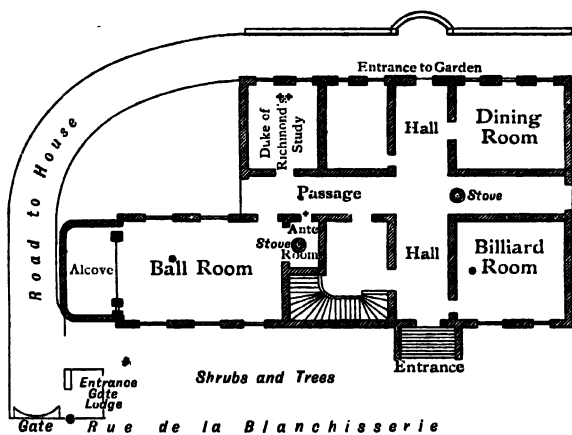 Entrance to Garden
Road to House
Duke of
Richmond's
Study
Hall
Dining
Room
Passage
Stove
Ante
Room
Stove
Alcove
Ball Room
Hall
Billiard
Room
Entrance
Shrubs and Trees
Entrance
Gate
Lodge
Gate
Rue de la Blanchisserie